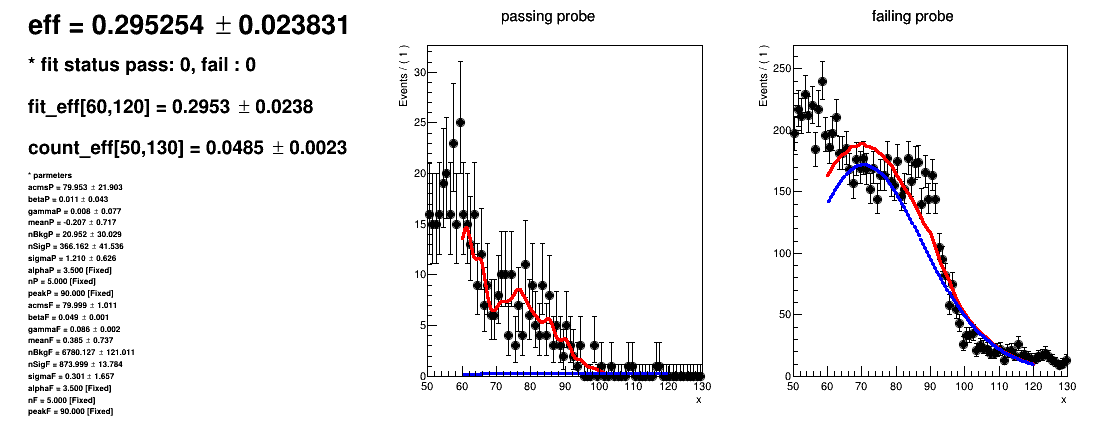 eff = 0.295254 ± 0.023831
* fit status pass: 0, fail : 0
fit_eff[60,120] = 0.2953 ± 0.0238
count_eff[50,130] = 0.0485 ± 0.0023
* parmeters
acmsP = 79.953 ± 21.903
betaP = 0.011 ± 0.043
gammaP = 0.008 ± 0.077
meanP = -0.207 ± 0.717
nBkgP = 20.952 ± 30.029
nSigP = 366.162 ± 41.536
sigmaP = 1.210 ± 0.626
alphaP = 3.500 [Fixed]
nP = 5.000 [Fixed]
peakP = 90.000 [Fixed]
acmsF = 79.999 ± 1.011
betaF = 0.049 ± 0.001
gammaF = 0.086 ± 0.002
meanF = 0.385 ± 0.737
nBkgF = 6780.127 ± 121.011
nSigF = 873.999 ± 13.784
sigmaF = 0.301 ± 1.657
alphaF = 3.500 [Fixed]
nF = 5.000 [Fixed]
peakF = 90.000 [Fixed]
passing probe
Events / ( 1 )
30
25
20
15
10
5
0
50 60 70 80 90 100 110 120 130
x
failing probe
Events / ( 1 )
250
200
150
100
50
0
50 60 70 80 90 100 110 120 130
x